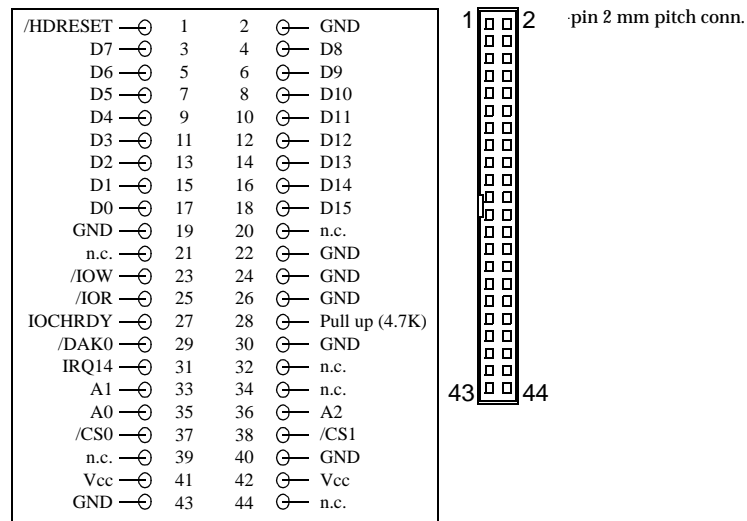 /HDRESET 1 2 GND
D7 3 4 D8
D6 5 6 D9
D5 7 8 D10
D4 9 10 D11
D3 11 12 D12
D2 13 14 D13
D1 15 16 D14
D0 17 18 D15
GND 19 20 n.c.
n.c. 21 22 GND
/IOW 23 24 GND
/IOR 25 26 GND
IOCHRDY 27 28 Pull up (4.7K)
/DAK0 29 30 GND
IRQ14 31 32 n.c.
A1 33 34 n.c.
A0 35 36 A2
/CS0 37 38 /CS1
n.c. 39 40 GND
Vcc 41 42 Vcc
GND 43 44 n.c.
1 2 -pin 2 mm pitch conn.
43 44